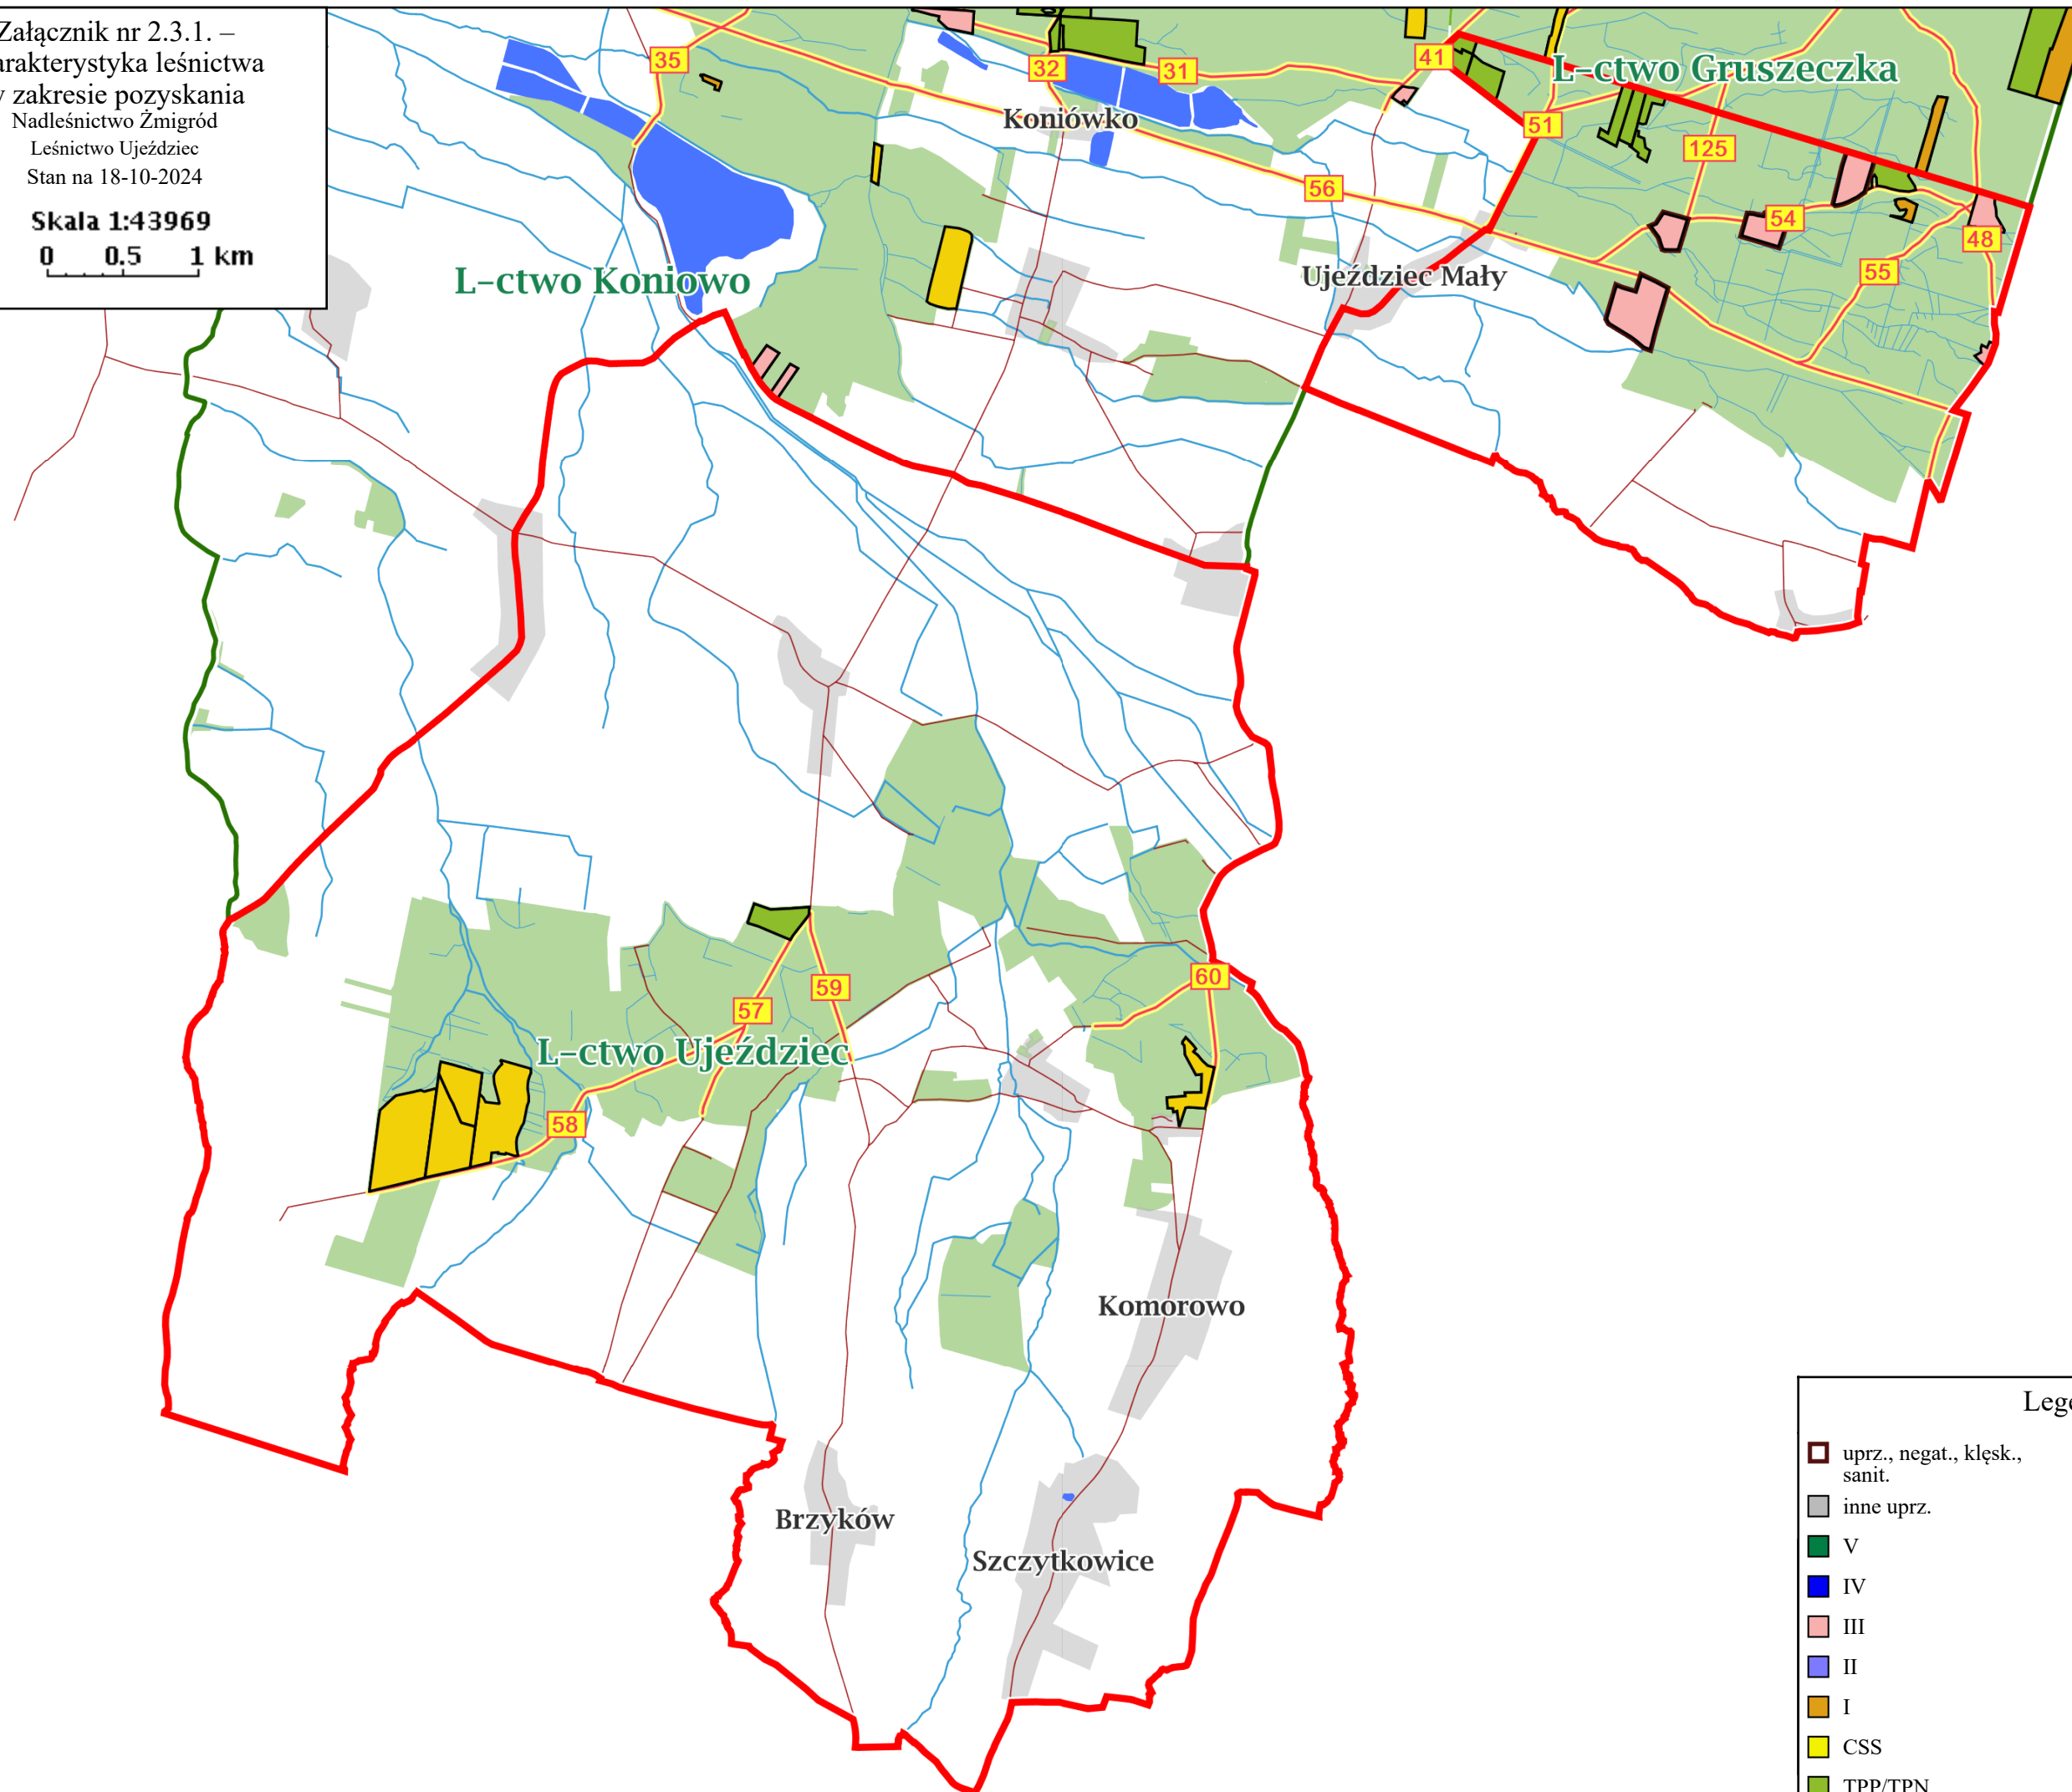 Załącznik nr 2.3.1. –
arakterystyka leśnictwa
zakresie pozyskania
Nadleśnictwo Żmigród
Leśnictwo Ujeździec
Stan na 18-10-2024
Skala 1:43969
0 0.5 1 km
35
32
31
41
L-ctwo Gruszeczka
Koniówko
51
125
56
54
48
55
L-ctwo Koniowo
Ujeździec Mały
60
59
57
L-ctwo Ujeździec
58
Komorowo
Brzyków
Szczytkowice
Lege
uprz., negat., klęsk.,
sanit.
inne uprz.
V
IV
III
II
I
CSS
TPP/TPN